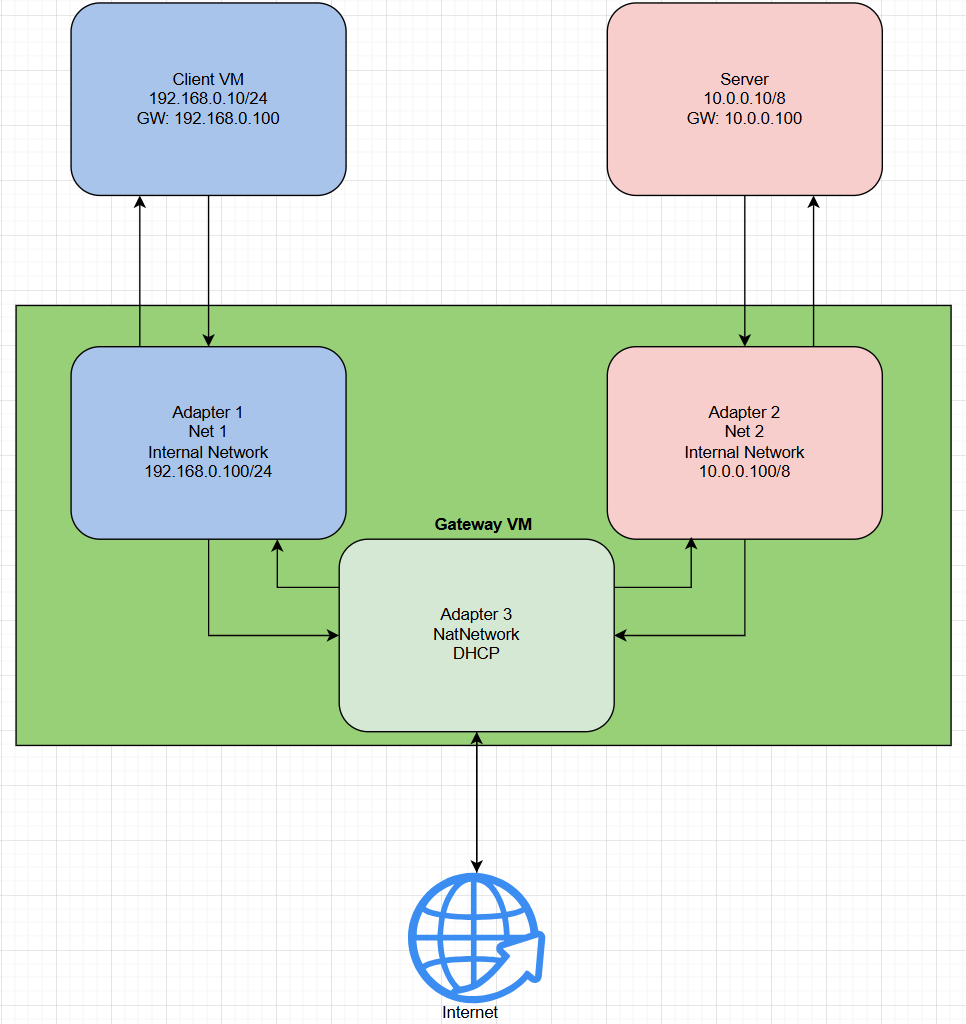 Client VM
192.168.0.10/24
GW: 192.168.0.100
Server
10.0.0.10/8
GW: 10.0.0.100
Adapter 1
Net 1
Internal Network
192.168.0.100/24
Adapter 2
Net 2
Internal Network
10.0.0.100/8
Gateway VM
Adapter 3
NatNetwork
DHCP
Internet